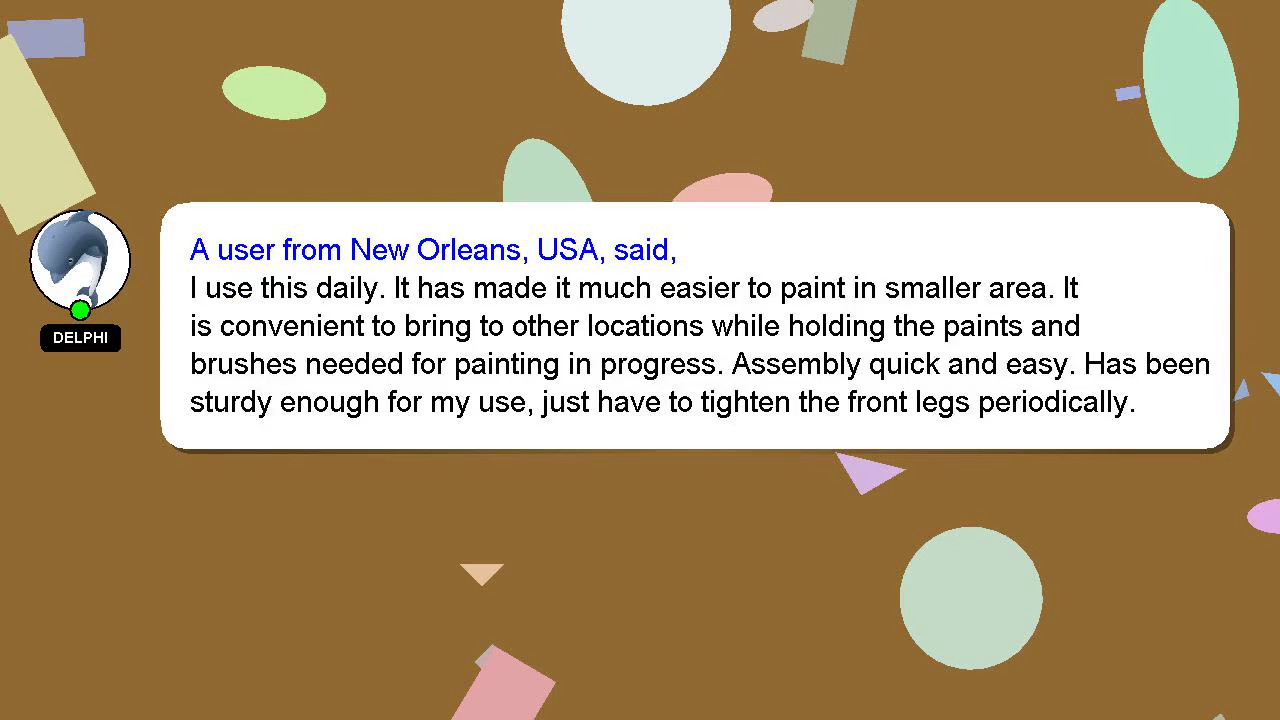 A user from New Orleans, USA, said,
I use this daily. It has made it much easier to paint in smaller area. It
is convenient to bring to other locations while holding the paints and
brushes needed for painting in progress. Assembly quick and easy. Has been
sturdy enough for my use, just have to tighten the front legs periodically.
DELPHI